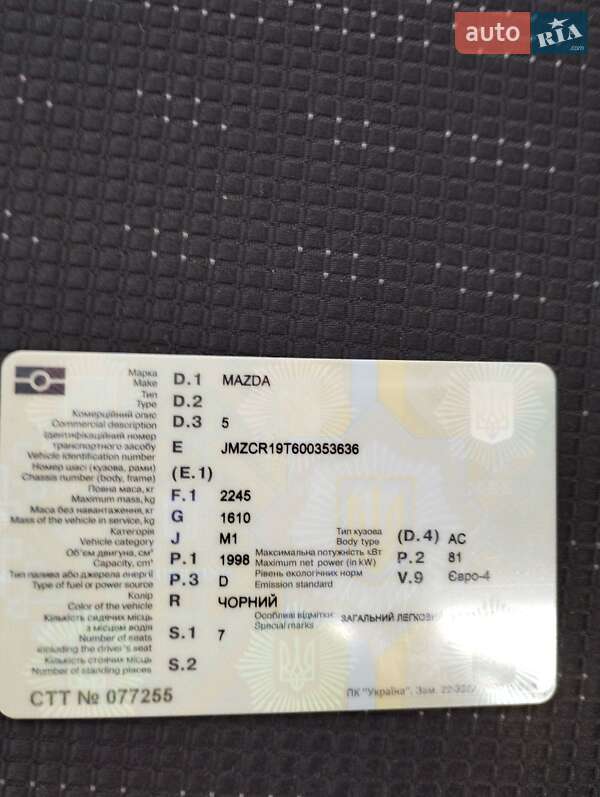 auto RIA.com
Марка
Make D.1 MAZDA
Тип
Type D.2
Комерційний опис
Commercial description D.3 5
Ідентифікаційний номер
транспортного засобу
Vehicle identification number E JMZCR19T600353636
Номер шасі (кузова, рами)
Chassis number (body, frame) (E.1)
Повна маса, кг
Maximum mass, kg F.1 2245
Маса без навантаження, кг
Mass of the vehicle in service, kg G 1610
Категорія
Vehicle category J M1
Тип кузова
Body type (D.4) AC
Об'єм двигуна, см³
Capacity, cm³ P.1 1998
Максимальна потужність кВт
Maximum net power (in kW) P.2 81
Тип палива або джерела енергії
Type of fuel or power source P.3 D
Рівень екологічних норм
Emission standard V.9 Євро-4
Колір
Color of the vehicle R ЧОРНИЙ
Особливі відмітки
Special marks ЗАГАЛЬНИЙ
Кількість сидячих місць
з місцем водія
Number of seats
including the driver's seat S.1 7
Кількість стоячих місць
Number of standing places S.2
СТТ № 077255
ПК "Україна". Зам.